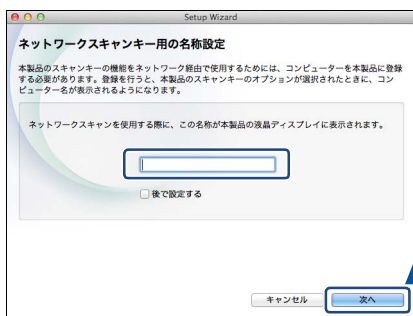 Setup Wizard
ネットワークスキャンキー用の名称設定
本製品のスキャンキーの機能をネットワーク経由で使用するためには、コンピューターを本製品に登録
する必要があります。登録を行うと、本製品のスキャンキーのオプションが選択されたときに、コン
ピューター名が表示されるようになります。
ネットワークスキャンを使用する際に、この名称が本製品の液晶ディスプレイに表示されます。
後で設定する
キャンセル 次へ